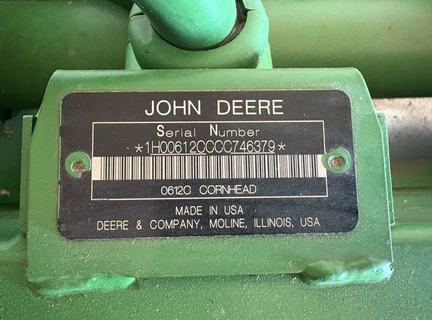 JOHN DEERE
Serial Number
*1H00612CCCC746379*
0612C CORNHEAD
MADE IN USA
DEERE & COMPANY, MOLINE, ILLINOIS, USA